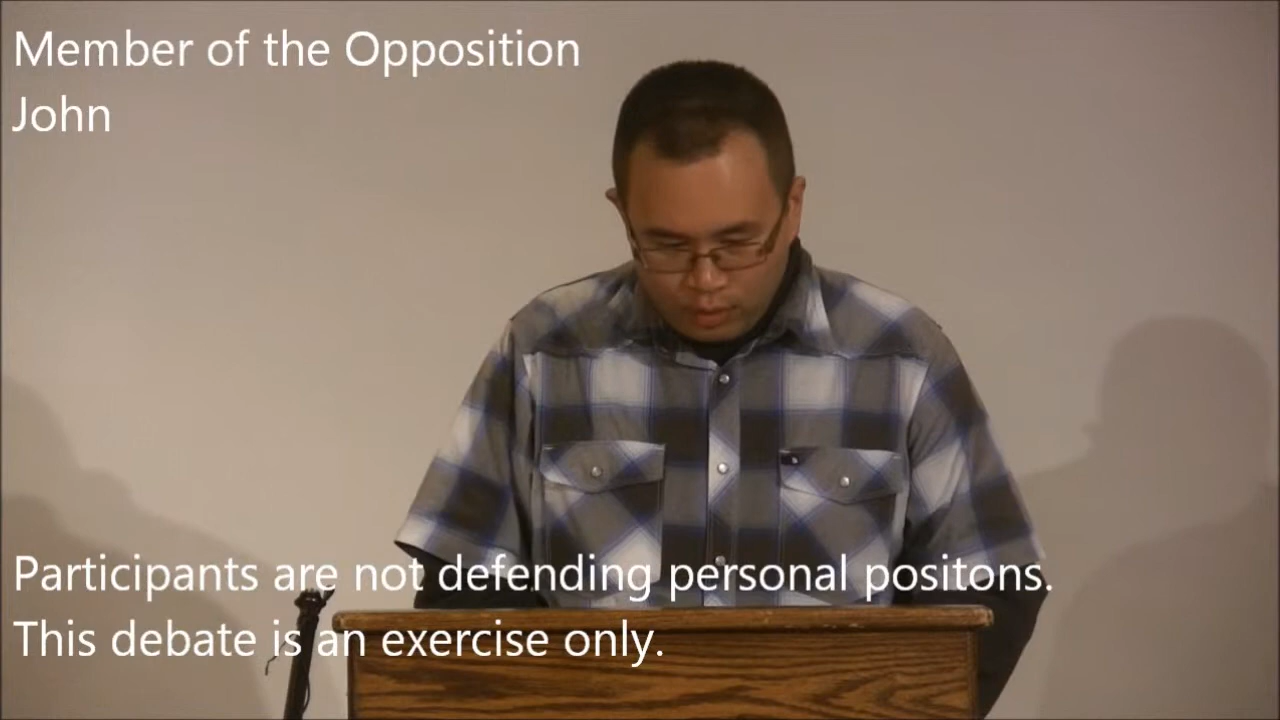 Member of the Opposition
John
Participants are not defending personal positons.
This debate is an exercise only.